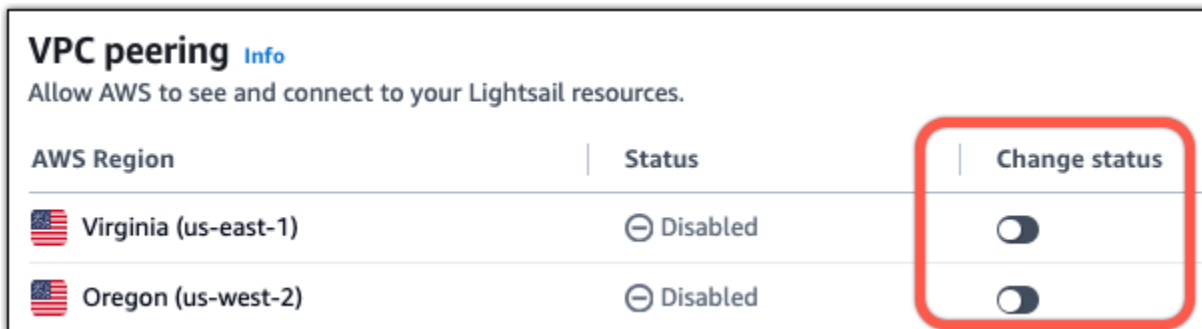 VPC peering Info
Allow AWS to see and connect to your Lightsail resources.
AWS Region Status Change status
Virginia (us-east-1) Disabled
Oregon (us-west-2) Disabled